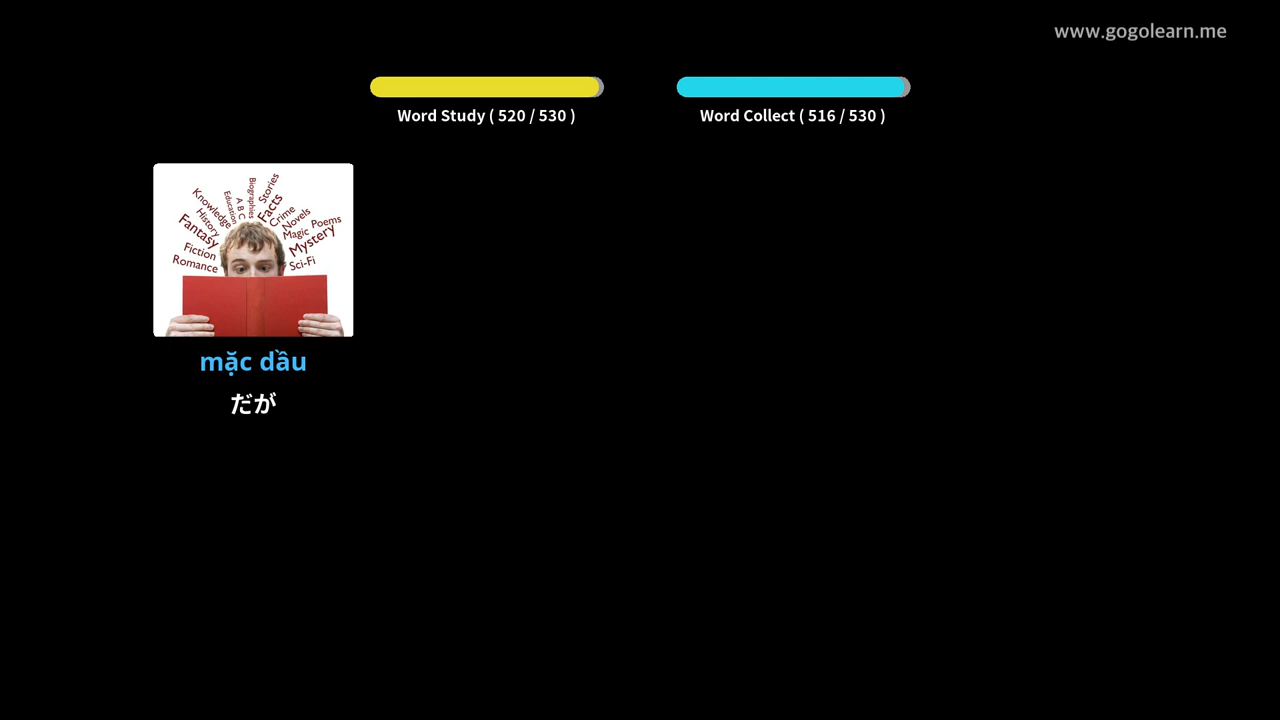 www.gogolearn.me
Word Study ( 520 / 530 )
Word Collect ( 516 / 530 )
Knowledge
History
Fantasy
Fiction
Romance
Education
A B C
Biographies
Stories
Facts
Crime
Novels
Magic
Poems
Mystery
Sci-Fi
mặc dầu
だが